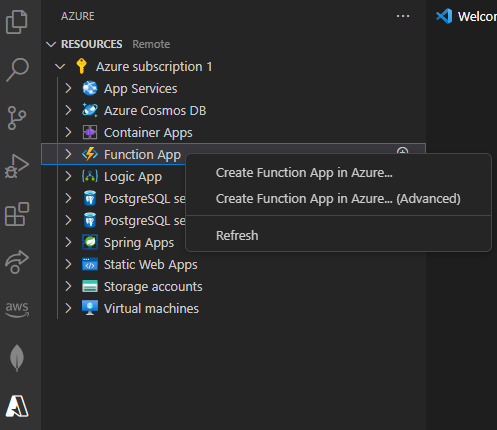 AZURE
Welcon
RESOURCES Remote
Azure subscription 1
App Services
Azure Cosmos DB
Container Apps
Function App
Logic App
PostgreSQL se
PostgreSQL se
Spring Apps
Static Web Apps
Storage accounts
Virtual machines
Create Function App in Azure...
Create Function App in Azure... (Advanced)
Refresh
aws